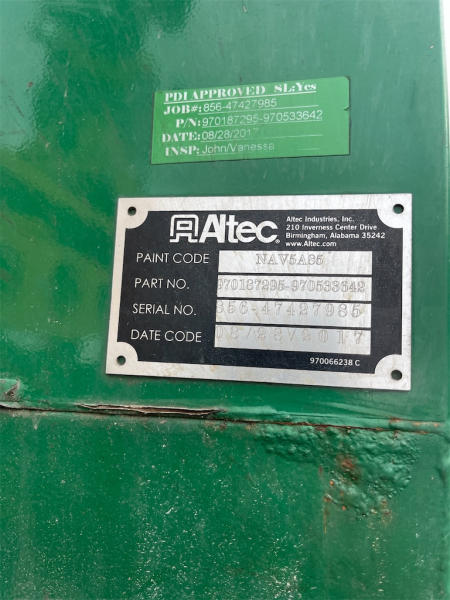 PDI APPROVED SL:Yes
JOB#: 856-47427985
P/N: 970187295-970533642
DATE: 08/28/2017
INSP: John/Vanessa
Altec
Altec Industries, Inc.
210 Inverness Center Drive
Birmingham, Alabama 35242
www.Altec.com
PAINT CODE NAV5A85
PART NO. 970187295-970533642
SERIAL NO. 856-47427985
DATE CODE 08/28/2017
970066238 C